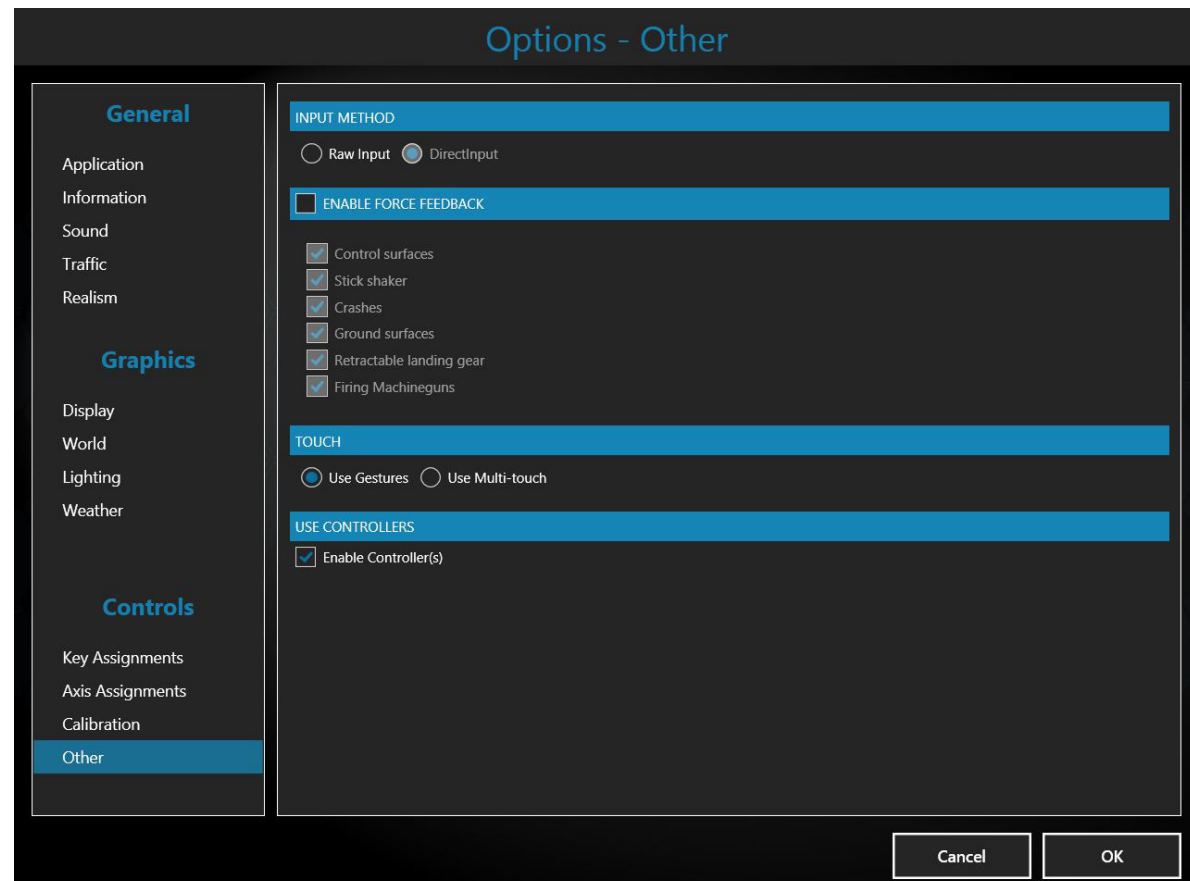 Options - Other
General
Application
Information
Sound
Traffic
Realism
Graphics
Display
World
Lighting
Weather
Controls
Key Assignments
Axis Assignments
Calibration
Other
INPUT METHOD
Raw Input DirectInput
ENABLE FORCE FEEDBACK
Control surfaces
Stick shaker
Crashes
Ground surfaces
Retractable landing gear
Firing Machineguns
TOUCH
Use Gestures Use Multi-touch
USE CONTROLLERS
Enable Controller(s)
Cancel OK